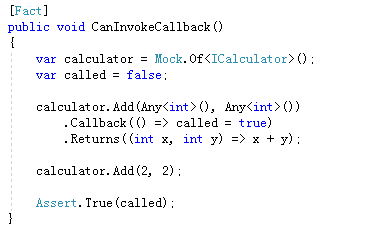 [Fact]
public void CanInvokeCallback()
{
    var calculator = Mock.Of<ICalculator>();
    var called = false;

    calculator.Add(Any<int>(), Any<int>())
        .Callback(() => called = true)
        .Returns((int x, int y) => x + y);

    calculator.Add(2, 2);

    Assert.True(called);
}